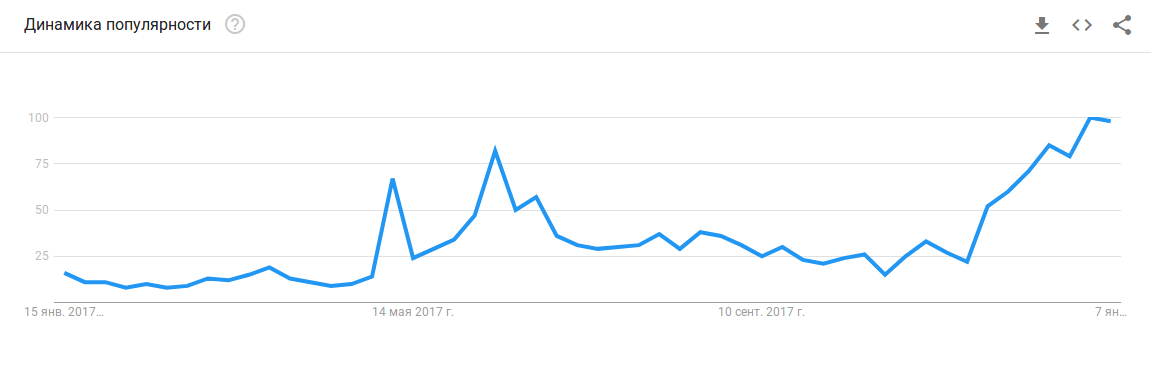 Динамика популярности
100
75
50
25
15 янв. 2017… 14 мая 2017 г. 10 сент. 2017 г. 7 ян…